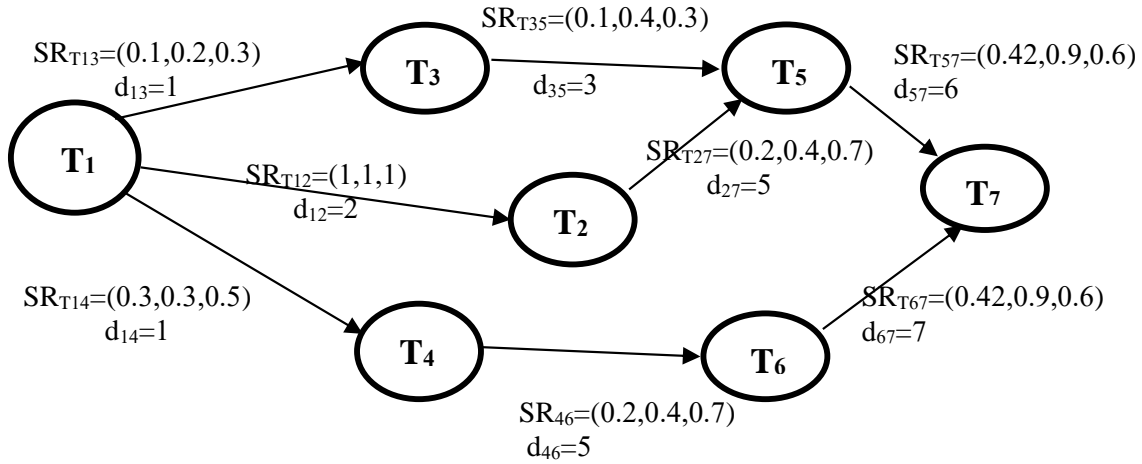 SR_T35=(0.1,0.4,0.3)
SR_T13=(0.1,0.2,0.3)
d_13=1
T_3
d_35=3
T_5
SR_T57=(0.42,0.9,0.6)
d_57=6
T_1
SR_T12=(1,1,1)
d_12=2
SR_T27=(0.2,0.4,0.7)
d_27=5
T_2
T_7
SR_T14=(0.3,0.3,0.5)
d_14=1
SR_T67=(0.42,0.9,0.6)
d_67=7
T_4
T_6
SR_46=(0.2,0.4,0.7)
d_46=5